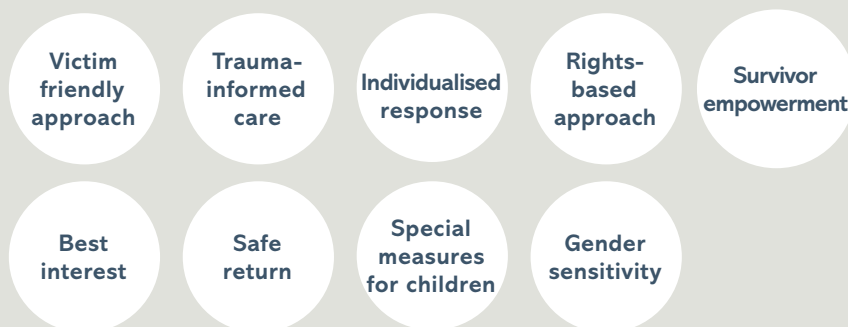 Victim
friendly
approach
Trauma-
informed
care
Individualised
response
Rights-
based
approach
Survivor
empowerment
Best
interest
Safe
return
Special
measures
for children
Gender
sensitivity